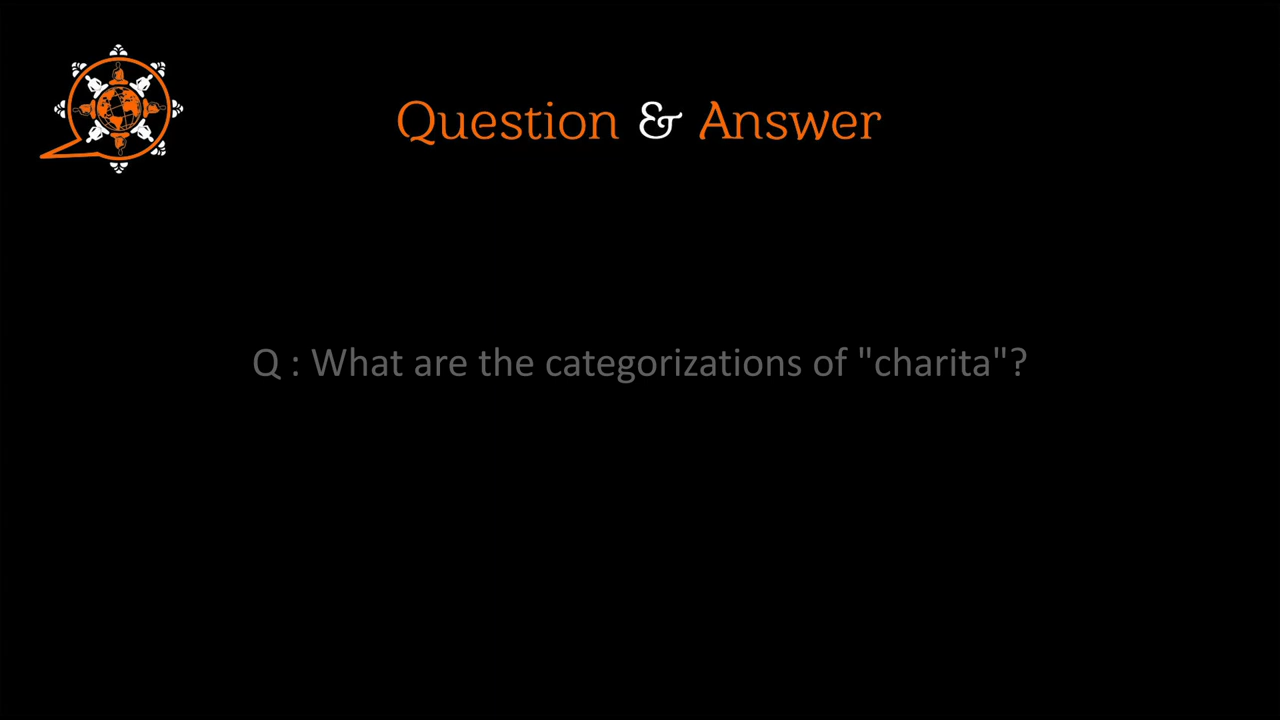 Question & Answer
Q : What are the categorizations of "charita"?